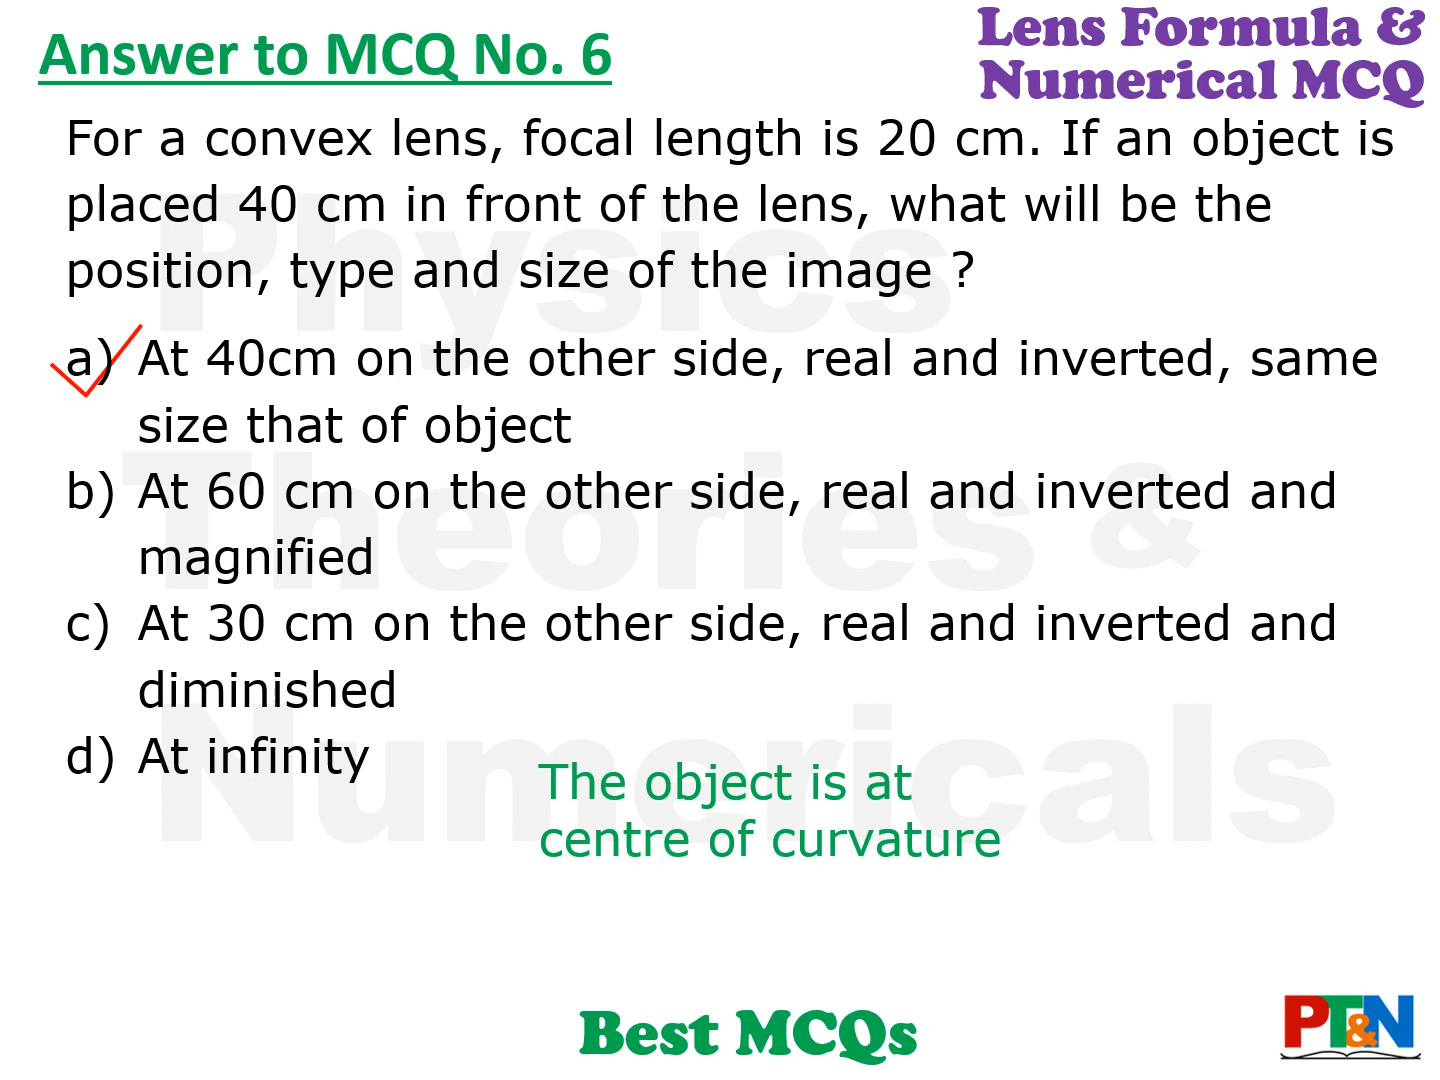 Answer to MCQ No. 6
Lens Formula &
Numerical MCQ
For a convex lens, focal length is 20 cm. If an object is
placed 40 cm in front of the lens, what will be the
position, type and size of the image ?
a) At 40cm on the other side, real and inverted, same
size that of object
b) At 60 cm on the other side, real and inverted and
magnified
c) At 30 cm on the other side, real and inverted and
diminished
d) At infinity
The object is at
centre of curvature
Physics
Theories &
Numericals
Best MCQs
PT&N